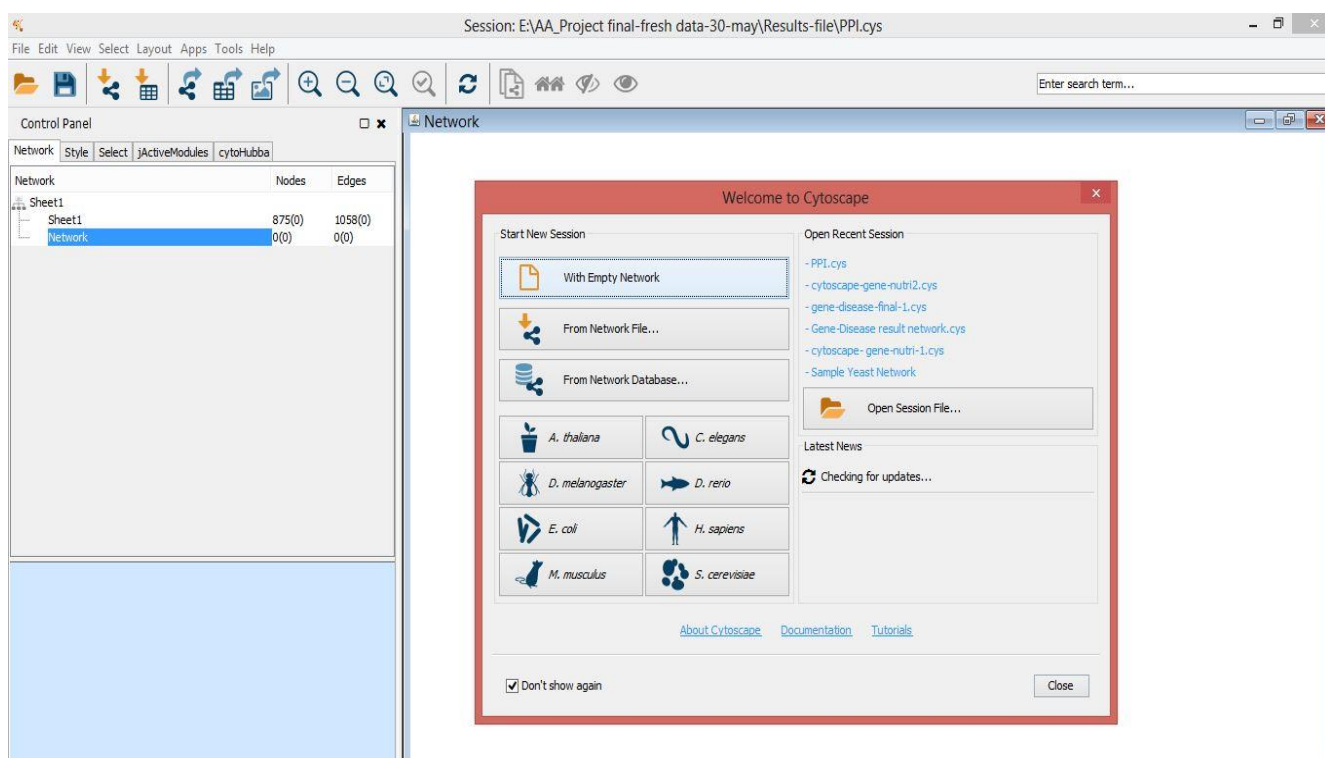 Session: E:\AA_Project final-fresh data-30-may\Results-file\PPI.cys
File Edit View Select Layout Apps Tools Help
Enter search term...
Control Panel
Network Style Select jActiveModules cytoHubba
Network Nodes Edges
Sheet1
Sheet1 875(0) 1058(0)
Network 0(0) 0(0)
Network
Welcome to Cytoscape
Start New Session
With Empty Network
From Network File...
From Network Database...
A. thaliana C. elegans
D. melanogaster D. rerio
E. coli H. sapiens
M. musculus S. cerevisiae
Open Recent Session
- PPI.cys
- cytoscape-gene-nutri2.cys
- gene-disease-final-1.cys
- Gene-Disease result network.cys
- cytoscape- gene-nutri-1.cys
- Sample Yeast Network
Open Session File...
Latest News
Checking for updates...
About Cytoscape Documentation Tutorials
Don't show again
Close